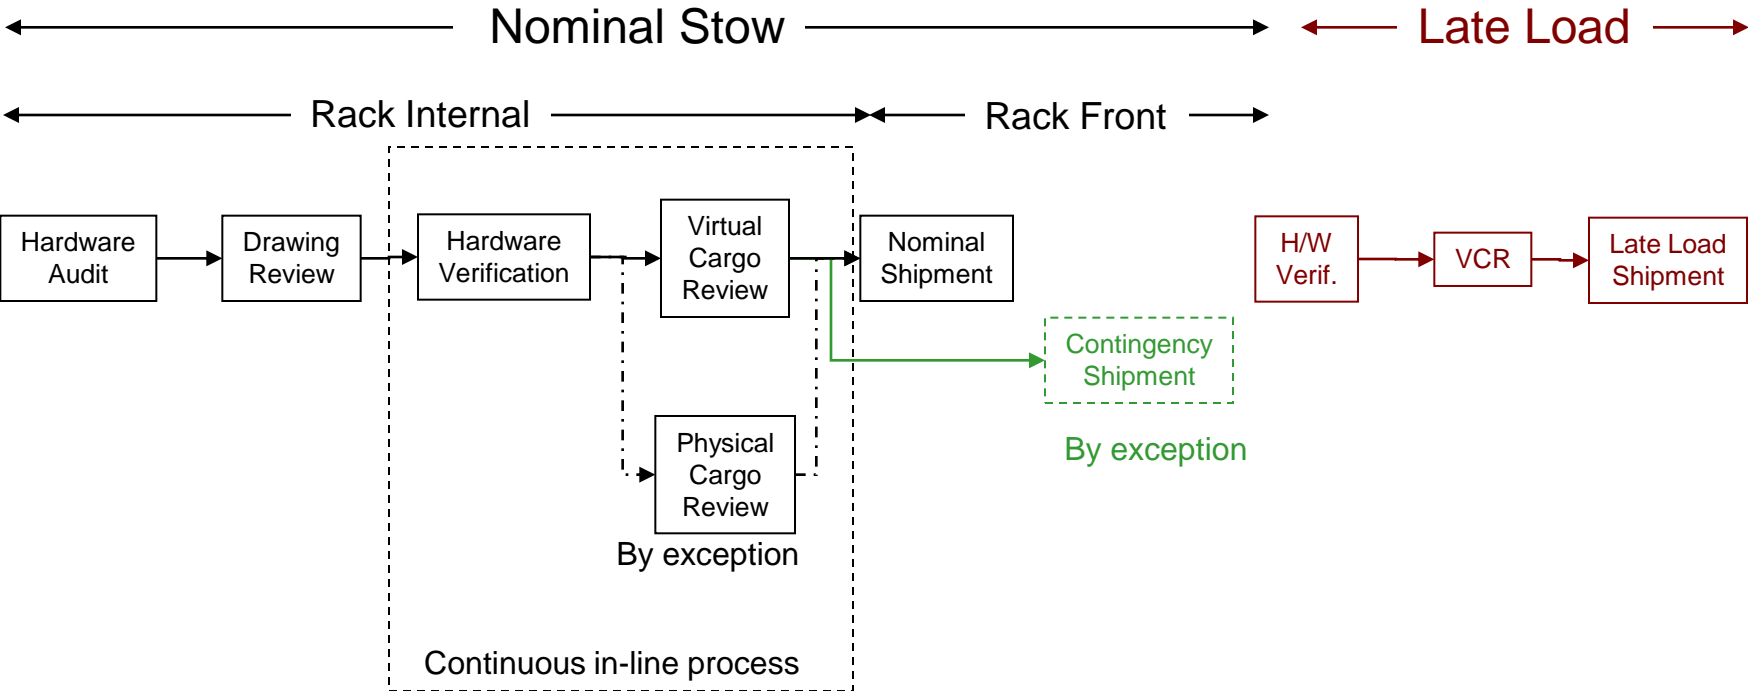 Nominal Stow
Late Load
Rack Internal
Rack Front
Hardware
Audit
Drawing
Review
Hardware
Verification
Virtual
Cargo
Review
Nominal
Shipment
H/W
Verif.
VCR
Late Load
Shipment
Contingency
Shipment
By exception
Physical
Cargo
Review
By exception
Continuous in-line process